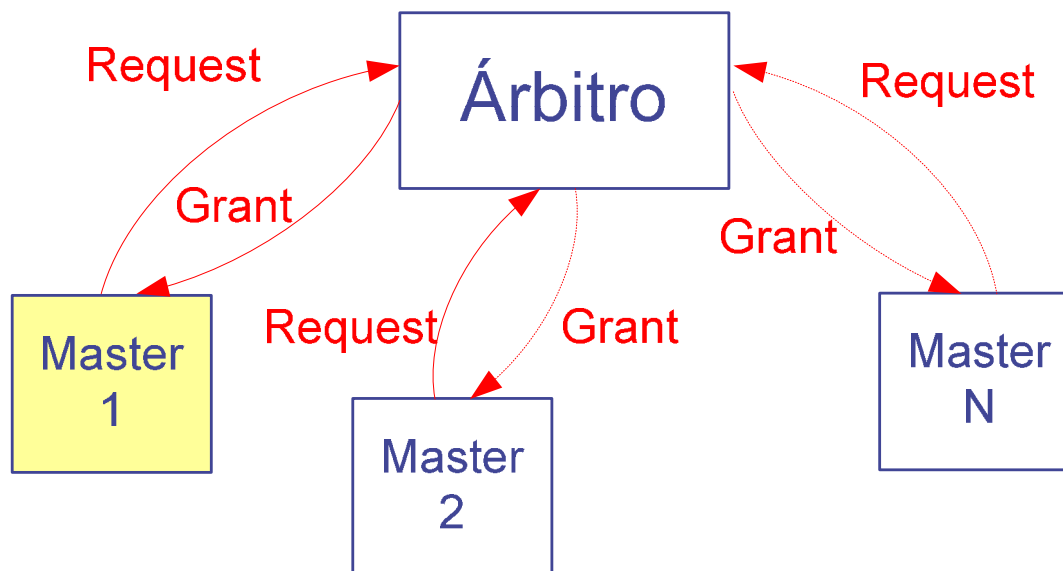 Árbitro
Request
Grant
Request
Grant
Request
Grant
Master
1
Master
2
Master
N